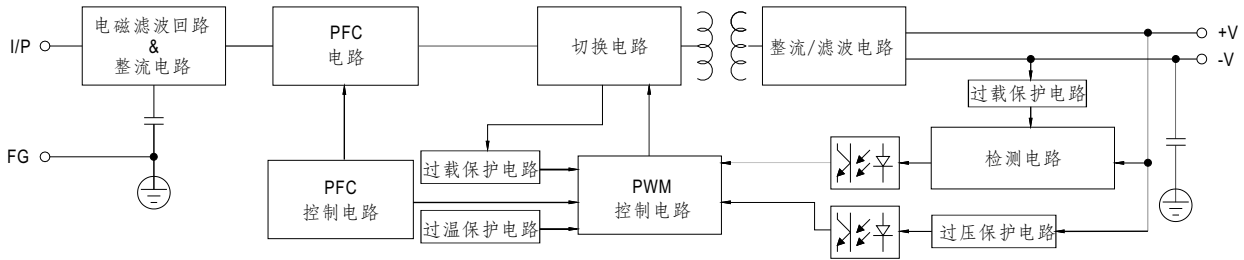 I/P
电磁滤波回路
&
整流电路
PFC
电路
切换电路
整流/滤波电路
+V
-V
过载保护电路
FG
过载保护电路
检测电路
PFC
控制电路
PWM
控制电路
过温保护电路
过压保护电路